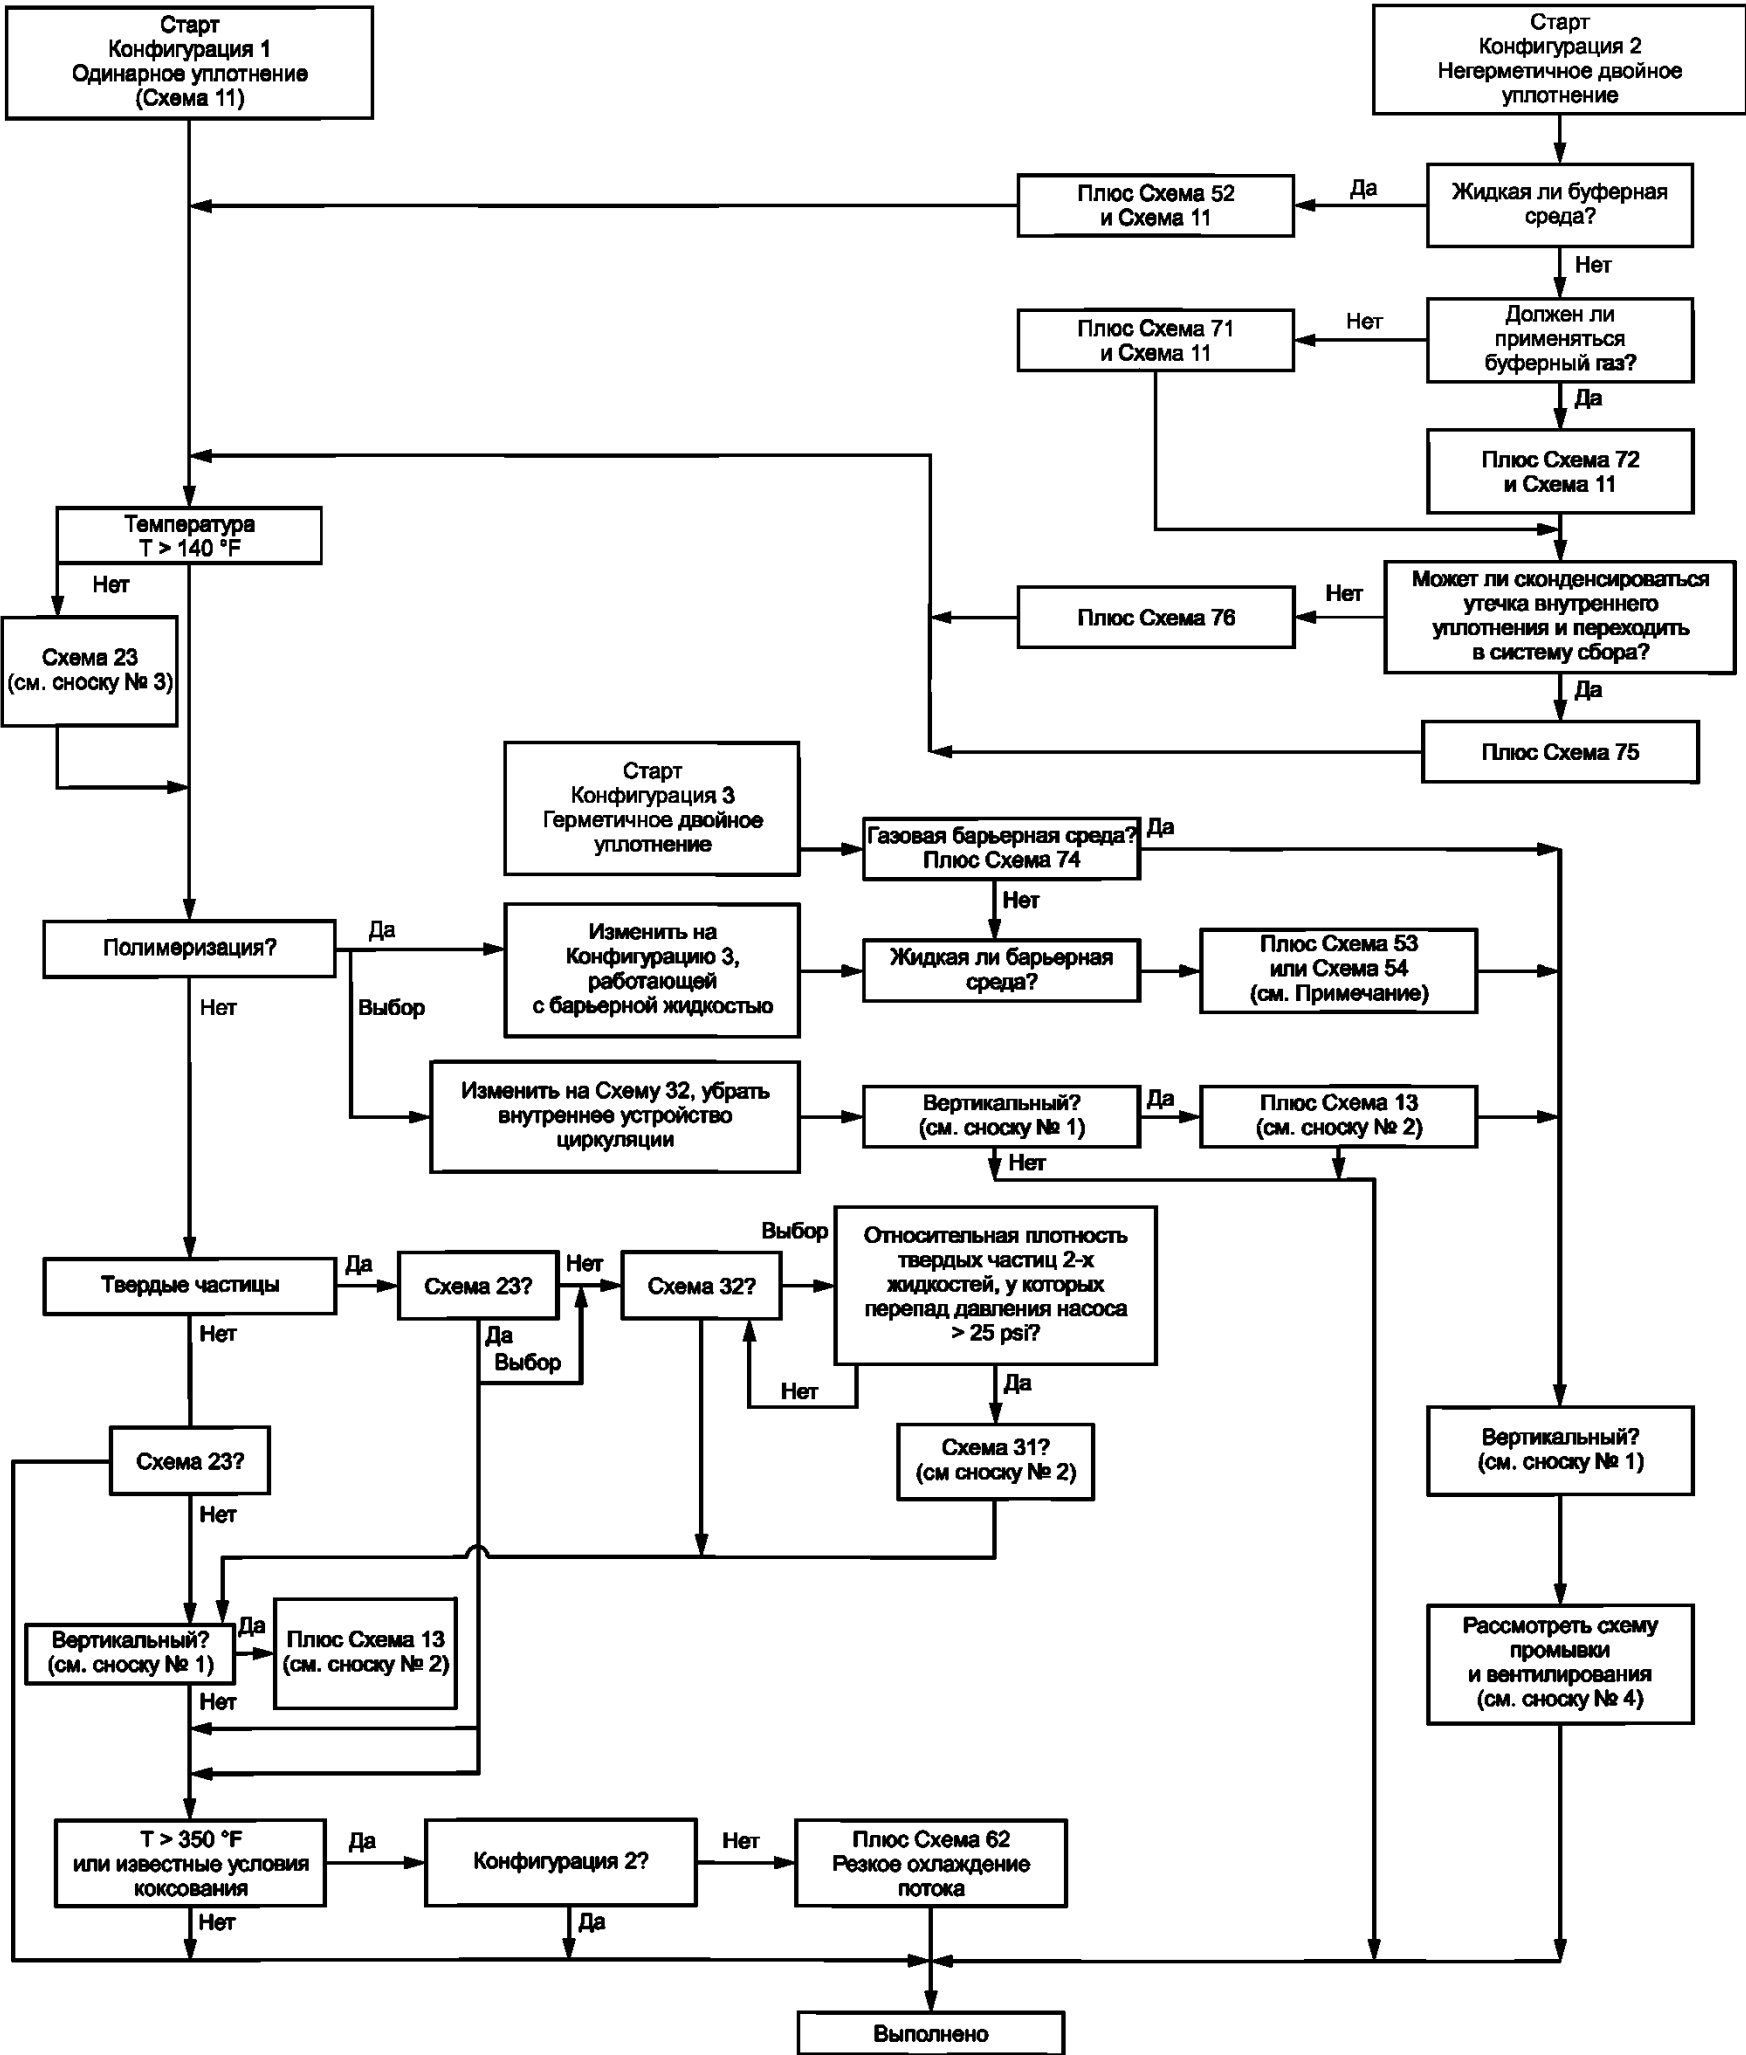 Старт
Конфигурация 1
Одинарное уплотнение
(Схема 11)
Старт
Конфигурация 2
Негерметичное двойное
уплотнение
Плюс Схема 52
и Схема 11
Да
Жидкая ли буферная
среда?
Нет
Плюс Схема 71
и Схема 11
Нет
Должен ли
применяться
буферный газ?
Да
Плюс Схема 72
и Схема 11
Температура
T > 140 °F
Нет
Схема 23
(см. сноску № 3)
Плюс Схема 76
Нет
Может ли сконденсироваться
утечка внутреннего
уплотнения и переходить
в систему сбора?
Да
Плюс Схема 75
Старт
Конфигурация 3
Герметичное двойное
уплотнение
Газовая барьерная среда?
Плюс Схема 74
Да
Нет
Полимеризация?
Да
Изменить на
Конфигурацию 3,
работающей
с барьерной жидкостью
Жидкая ли барьерная
среда?
Плюс Схема 53
или Схема 54
(см. Примечание)
Нет
Выбор
Изменить на Схему 32, убрать
внутреннее устройство
циркуляции
Вертикальный?
(см. сноску № 1)
Да
Плюс Схема 13
(см. сноску № 2)
Нет
Твердые частицы
Да
Схема 23?
Нет
Схема 32?
Выбор
Относительная плотность
твердых частиц 2-х
жидкостей, у которых
перепад давления насоса
> 25 psi?
Нет
Да
Выбор
Нет
Да
Схема 23?
Схема 31?
(см сноску № 2)
Вертикальный?
(см. сноску № 1)
Нет
Вертикальный?
(см. сноску № 1)
Да
Плюс Схема 13
(см. сноску № 2)
Нет
Рассмотреть схему
промывки
и вентилирования
(см. сноску № 4)
T > 350 °F
или известные условия
коксования
Да
Конфигурация 2?
Нет
Плюс Схема 62
Резкое охлаждение
потока
Нет
Да
Выполнено